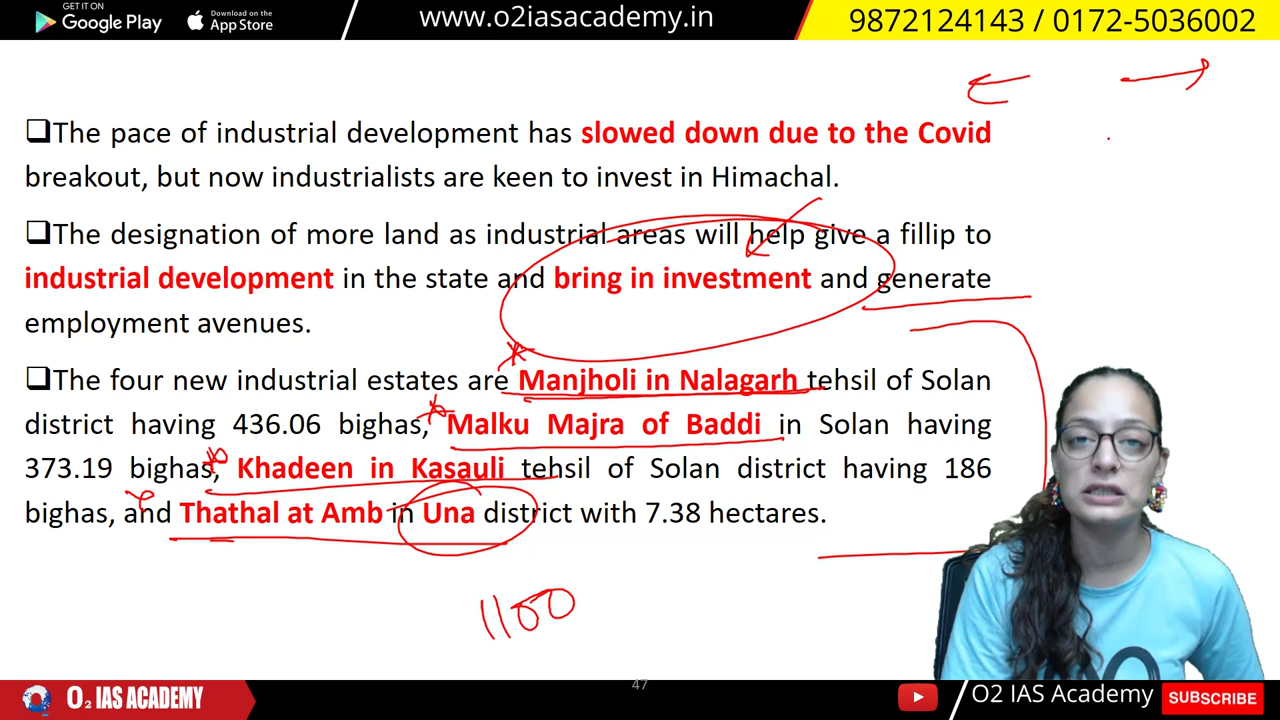 GET IT ON
Google Play
Download on the
App Store
www.o2iasacademy.in
9872124143 / 0172-5036002
❑The pace of industrial development has slowed down due to the Covid
breakout, but now industrialists are keen to invest in Himachal.
❑The designation of more land as industrial areas will help give a fillip to
industrial development in the state and bring in investment and generate
employment avenues.
❑The four new industrial estates are Manjholi in Nalagarh tehsil of Solan
district having 436.06 bighas, Malku Majra of Baddi in Solan having
373.19 bighas, Khadeen in Kasauli tehsil of Solan district having 186
bighas, and Thathal at Amb in Una district with 7.38 hectares.
1100
47
O₂ IAS ACADEMY
O2 IAS Academy
SUBSCRIBE